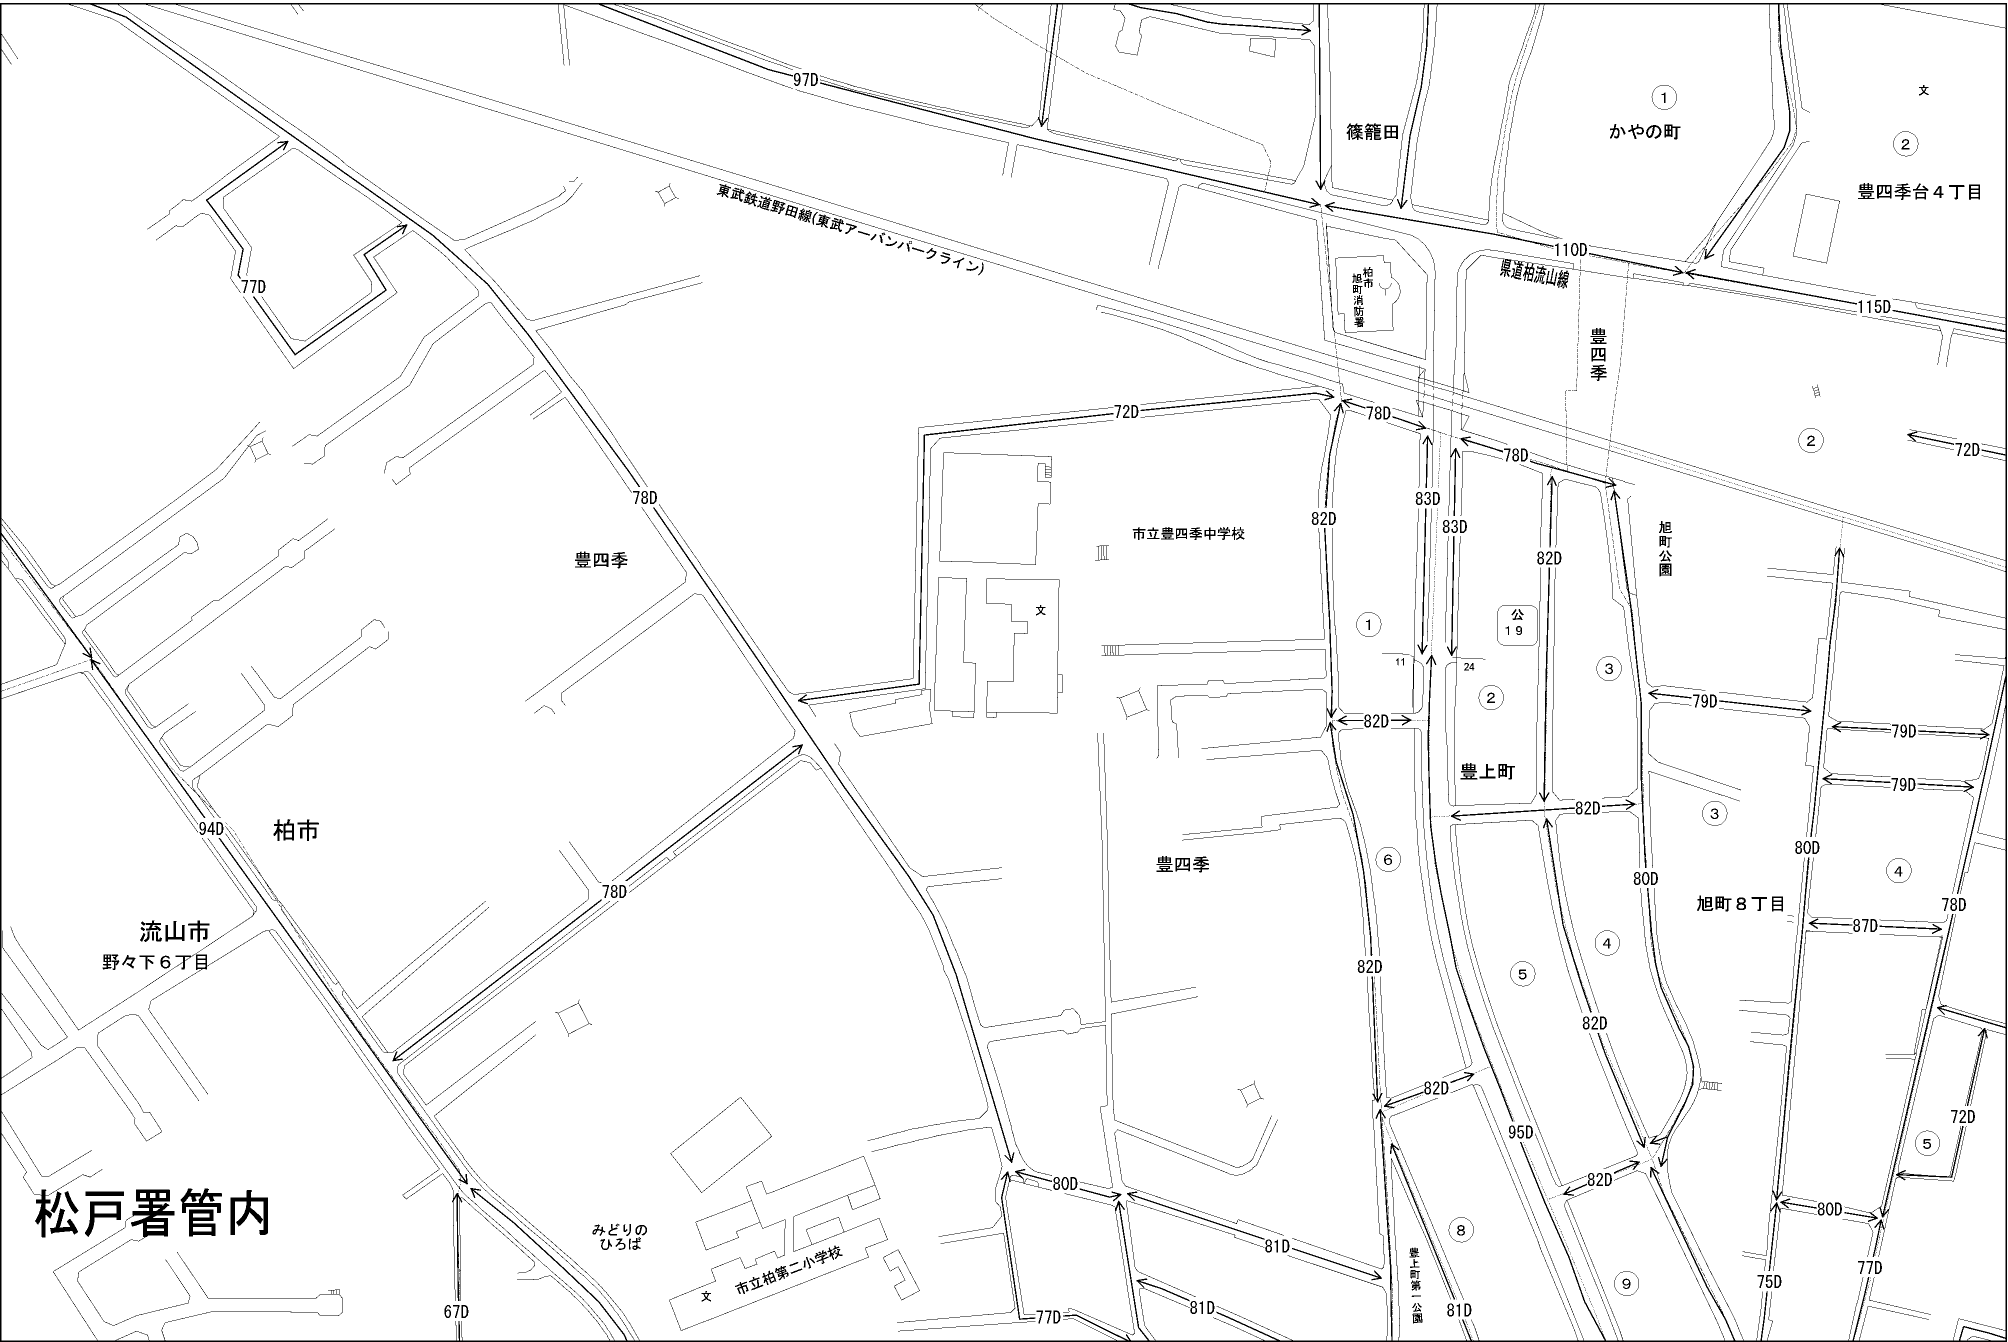 97D
篠籠田
①
かやの町
文
②
豊四季台４丁目
東武鉄道野田線(東武アーバンパークライン)
110D
県道柏流山線
115D
77D
柏市
旭町消防署
豊四季
72D
78D
78D
②
72D
78D
82D
83D
83D
82D
市立豊四季中学校
旭町公園
豊四季
文
①
公
１９
③
11
24
②
79D
79D
82D
79D
豊上町
82D
③
94D
柏市
80D
豊四季
⑥
④
78D
80D
78D
旭町８丁目
流山市
野々下６丁目
87D
④
82D
⑤
82D
82D
95D
72D
⑤
松戸署管内
80D
82D
80D
みどりの
ひろば
⑧
81D
市立柏第二小学校
文
豊上町第一公園
77D
75D
⑨
67D
77D
81D
81D